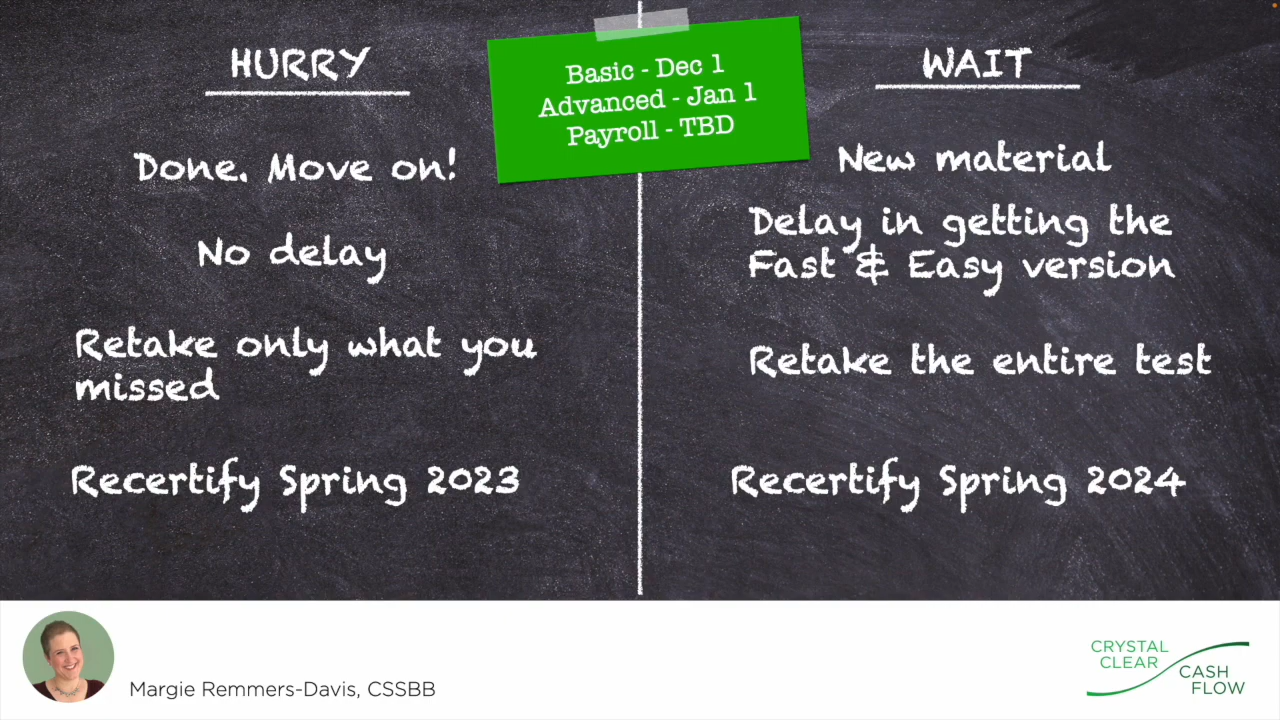 HURRY
Done. Move on!
No delay
Retake only what you
missed
Recertify Spring 2023
Basic - Dec 1
Advanced - Jan 1
Payroll - TBD
WAIT
New material
Delay in getting the
Fast & Easy version
Retake the entire test
Recertify Spring 2024
Margie Remmers-Davis, CSSBB
CRYSTAL
CLEAR
CASH
FLOW